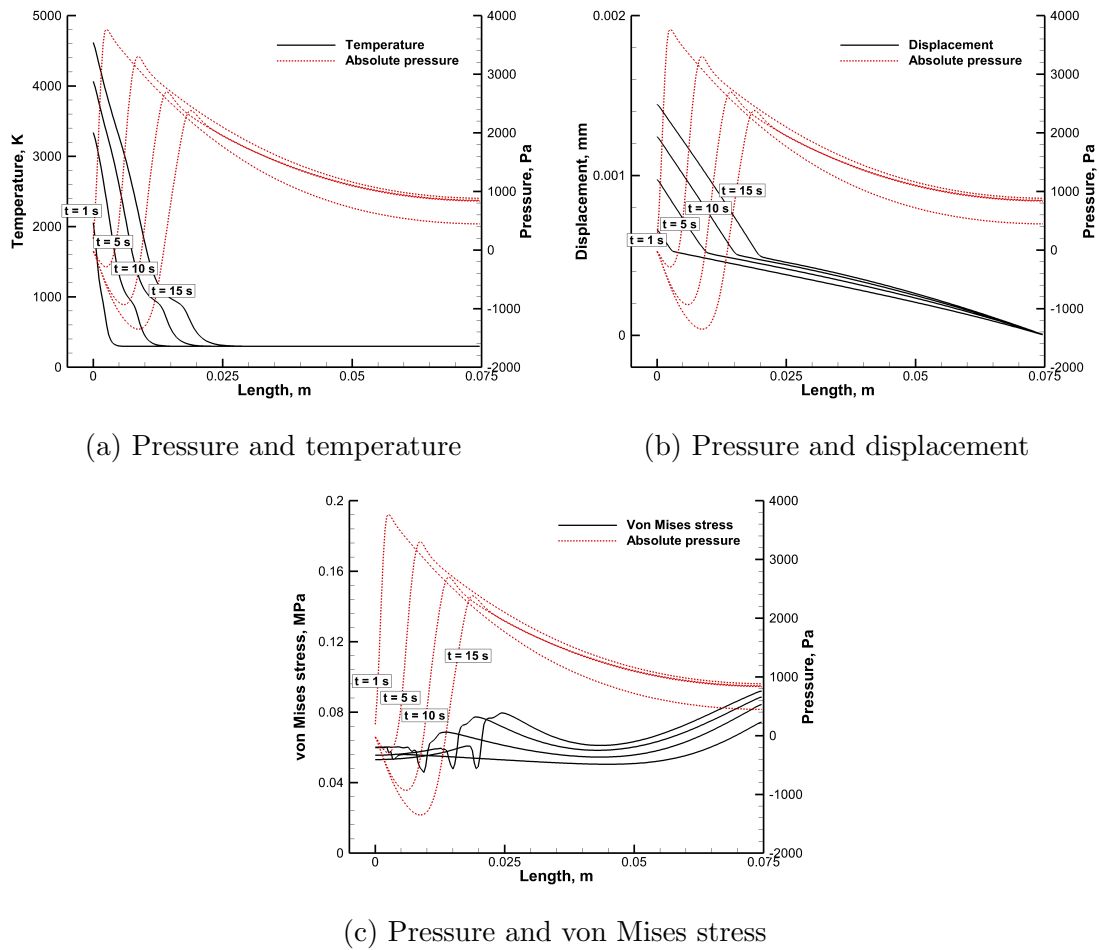 5000
4000
3000
2000
1000
0
Temperature, K
4000
3000
2000
1000
0
-1000
-2000
Pressure, Pa
Temperature
Absolute pressure
t = 1 s
t = 5 s
t = 10 s
t = 15 s
0 0.025 0.05 0.075
Length, m
(a) Pressure and temperature
0.002
0.001
0
Displacement, mm
4000
3000
2000
1000
0
-1000
-2000
Pressure, Pa
Displacement
Absolute pressure
t = 15 s
t = 10 s
t = 5 s
t = 1 s
0 0.025 0.05 0.075
Length, m
(b) Pressure and displacement
0.2
0.16
0.12
0.08
0.04
0
von Mises stress, MPa
4000
3000
2000
1000
0
-1000
-2000
Pressure, Pa
Von Mises stress
Absolute pressure
t = 15 s
t = 1 s
t = 5 s
t = 10 s
0 0.025 0.05 0.075
Length, m
(c) Pressure and von Mises stress